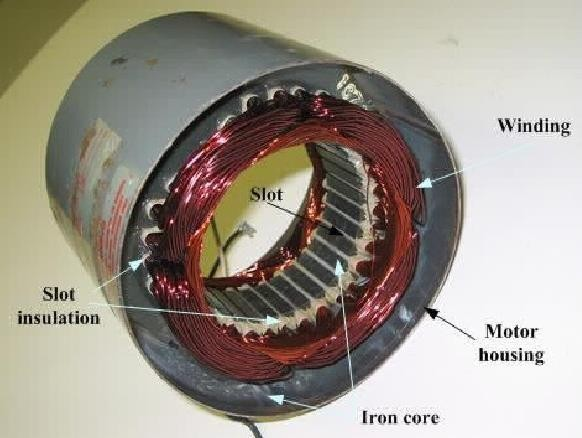 Winding
Slot
Slot
insulation
Motor
housing
Iron core